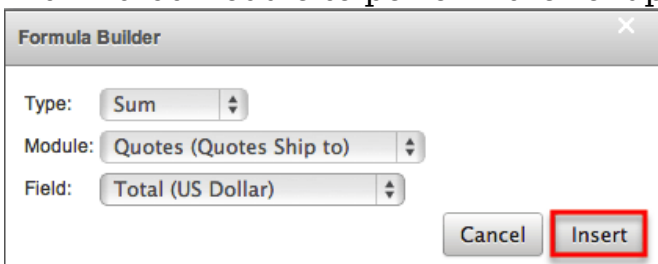 Formula Builder
Type: Sum
Module: Quotes (Quotes Ship to)
Field: Total (US Dollar)
Cancel Insert